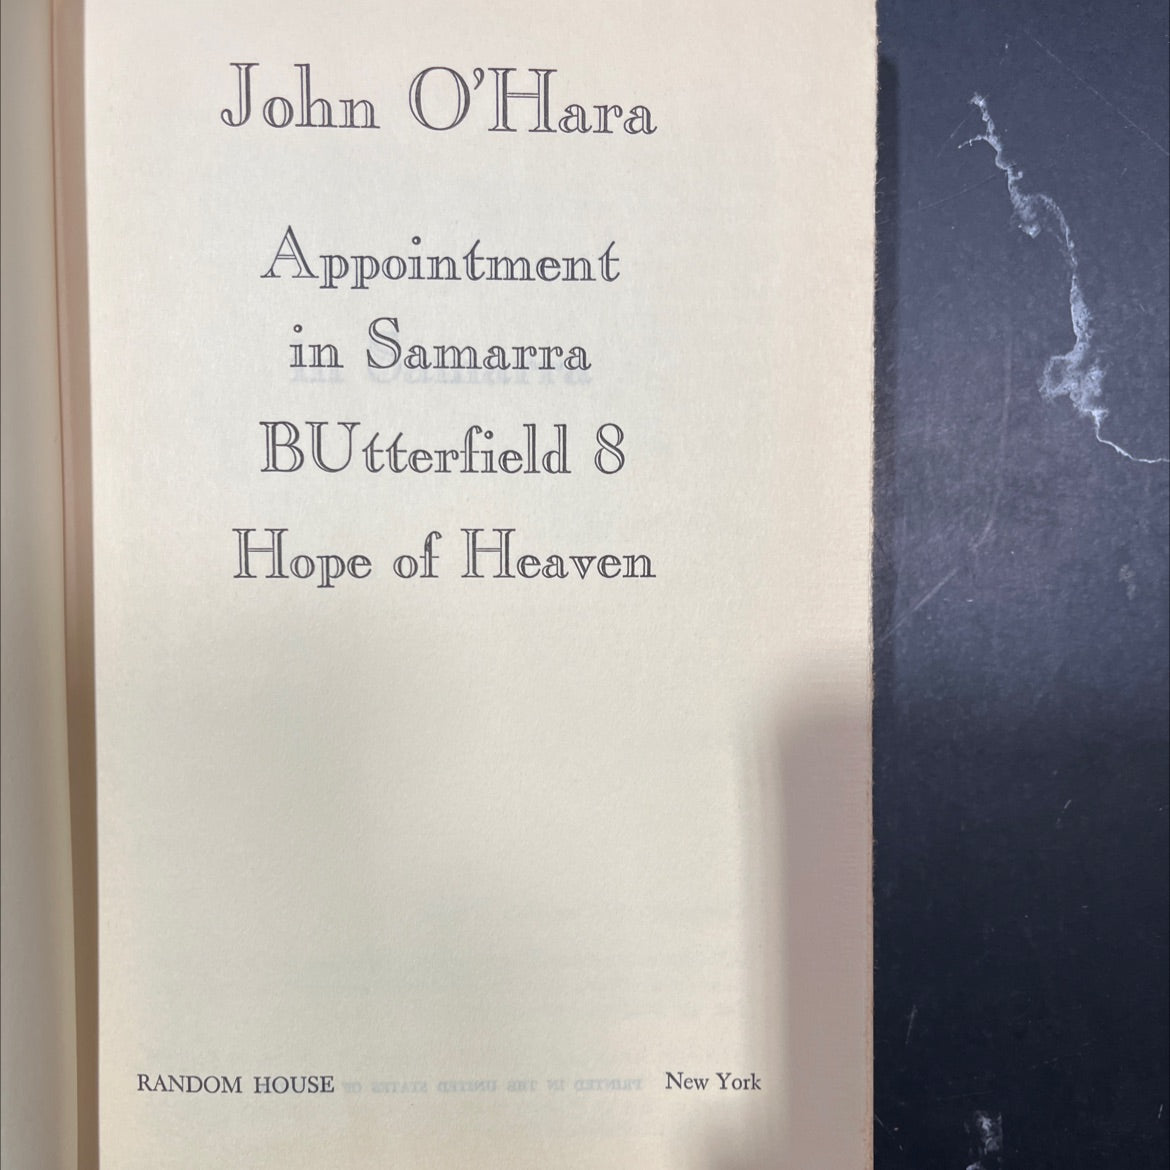 John O'Hara
Appointment
in Samarra
BUtterfield 8
Hope of Heaven
RANDOM HOUSE New York